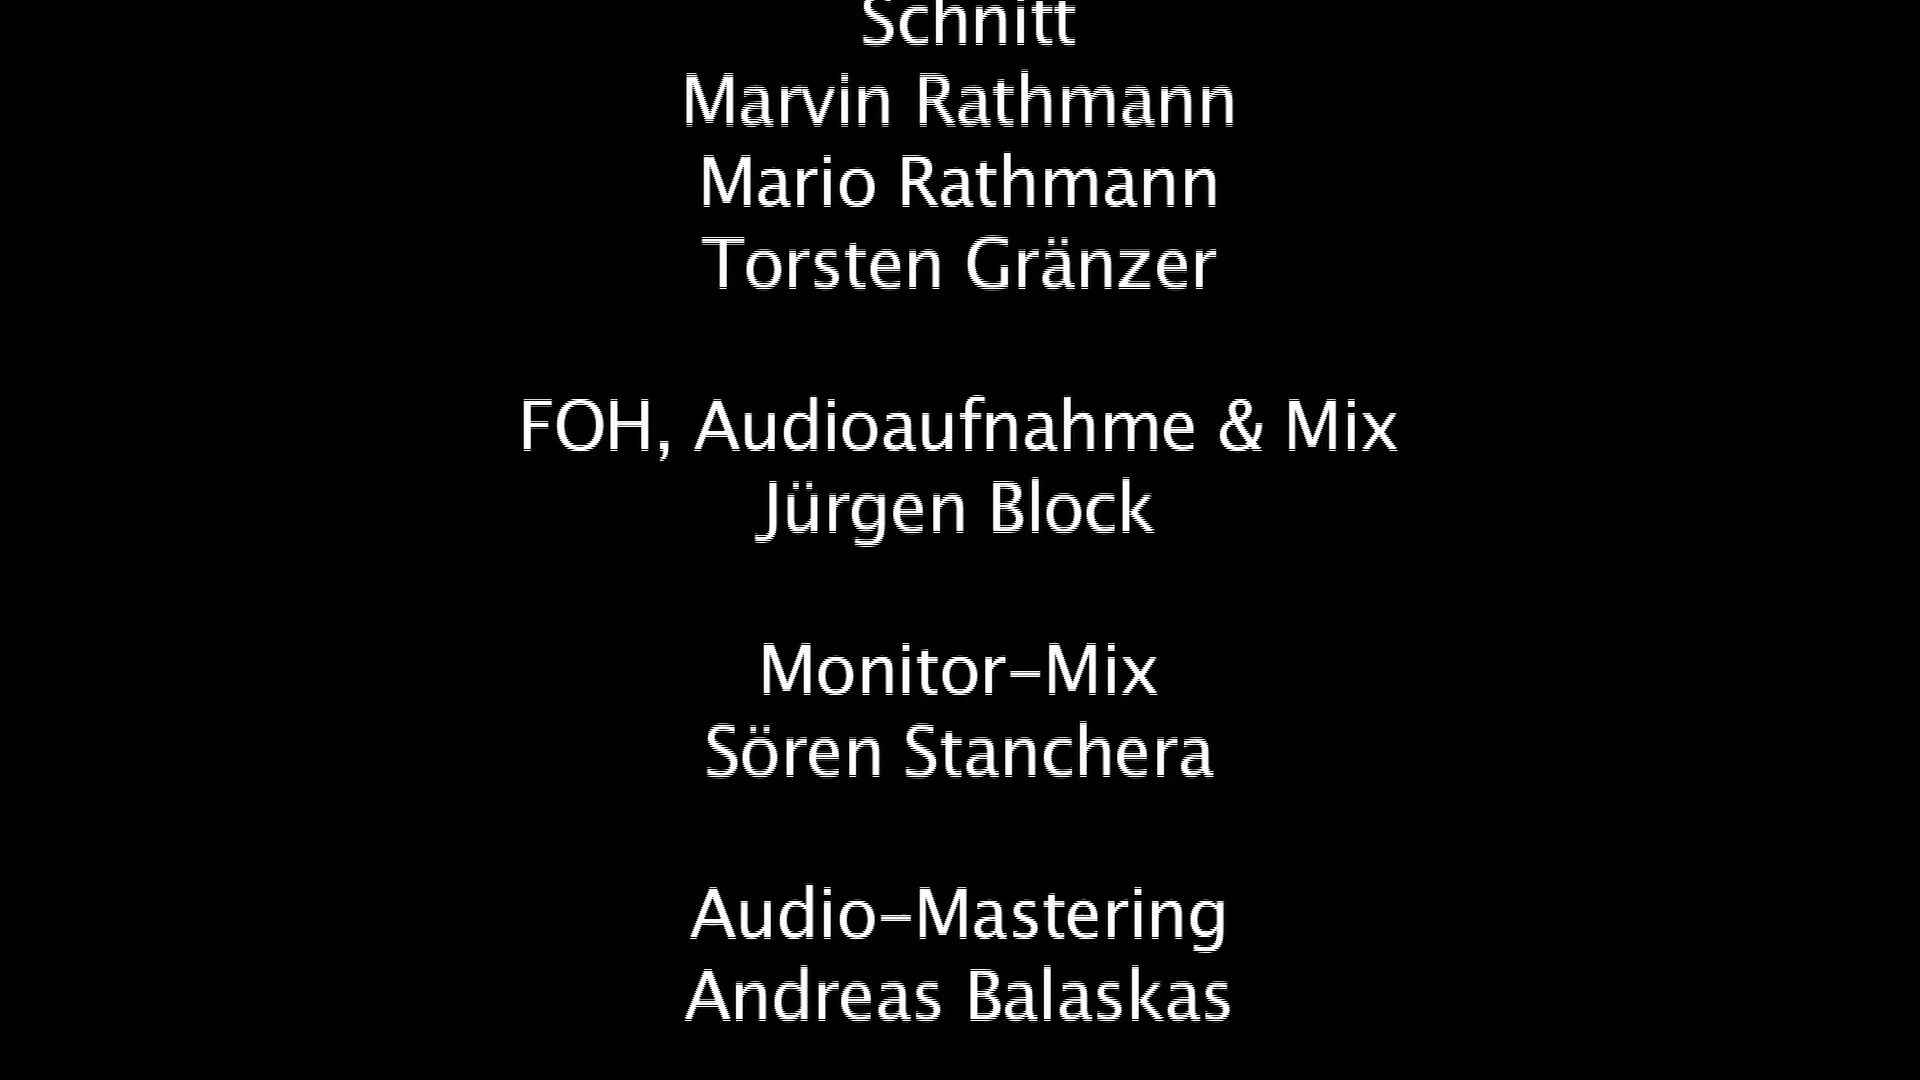 Schnitt
Marvin Rathmann
Mario Rathmann
Torsten Gränzer
FOH, Audioaufnahme & Mix
Jürgen Block
Monitor-Mix
Sören Stanchera
Audio-Mastering
Andreas Balaskas